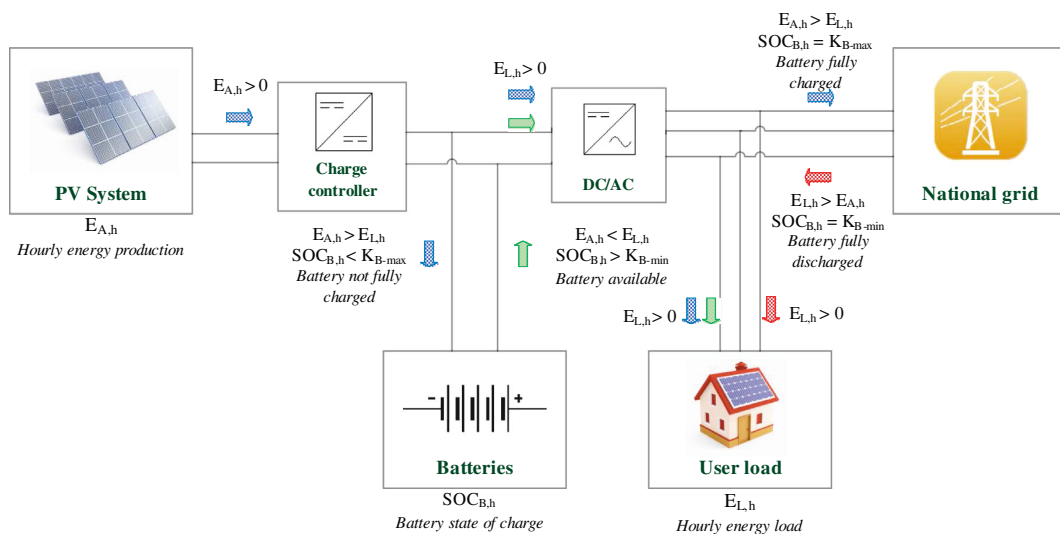 E_A,h > E_L,h
SOC_B,h = K_B-max
Battery fully
charged
E_A,h > 0
E_L,h > 0
PV System
Charge
controller
DC/AC
National grid
E_A,h
Hourly energy production
E_A,h > E_L,h
SOC_B,h < K_B-max
Battery not fully
charged
E_A,h < E_L,h
SOC_B,h > K_B-min
Battery available
E_L,h > E_A,h
SOC_B,h = K_B-min
Battery fully
discharged
E_L,h > 0
E_L,h > 0
- +
Batteries
User load
SOC_B,h
Battery state of charge
E_L,h
Hourly energy load